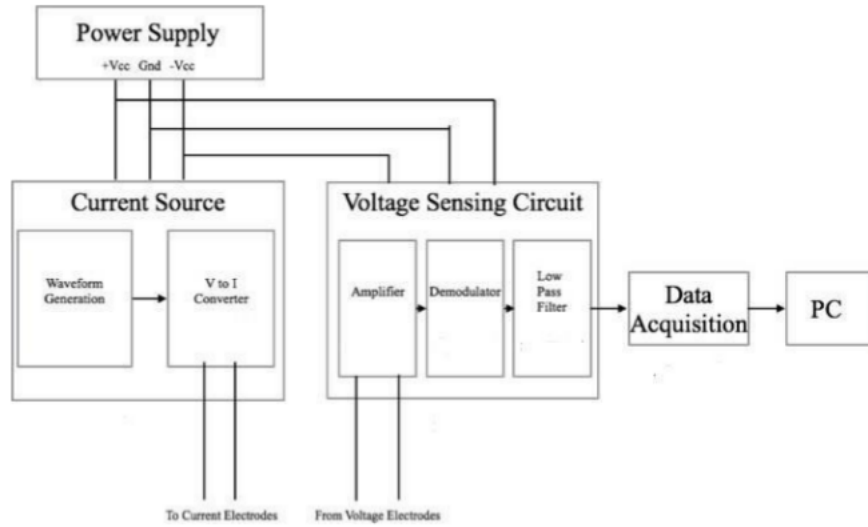 Power Supply
+Vcc Gnd -Vcc
Current Source
Waveform
Generation
V to I
Converter
Voltage Sensing Circuit
Amplifier
Demodulator
Low
Pass
Filter
Data
Acquisition
PC
To Current Electrodes
From Voltage Electrodes